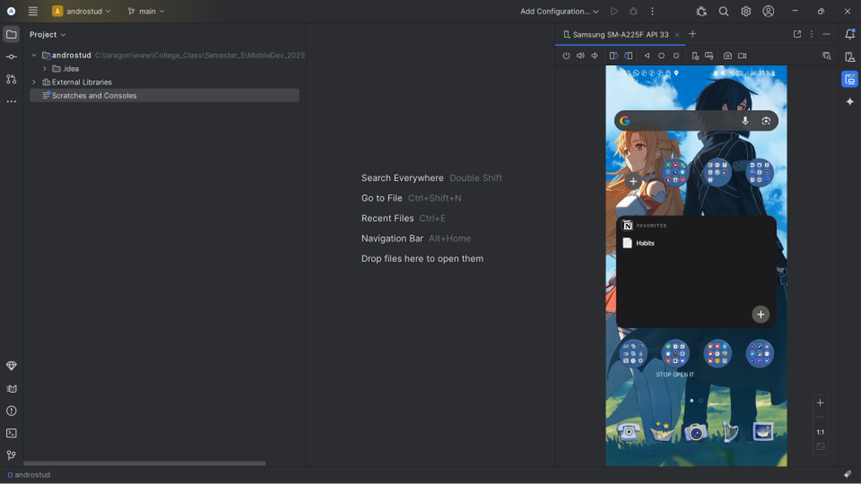 A androstud main Add Configuration...
Project
androstud C:\laragon\www\College_Class\Semester_5\MobileDev_2025
.idea
External Libraries
Scratches and Consoles
Search Everywhere Double Shift
Go to File Ctrl+Shift+N
Recent Files Ctrl+E
Navigation Bar Alt+Home
Drop files here to open them
Samsung SM-A225F API 33
FAVORITES
Habits
STOP OPEN IT
1:1
androstud